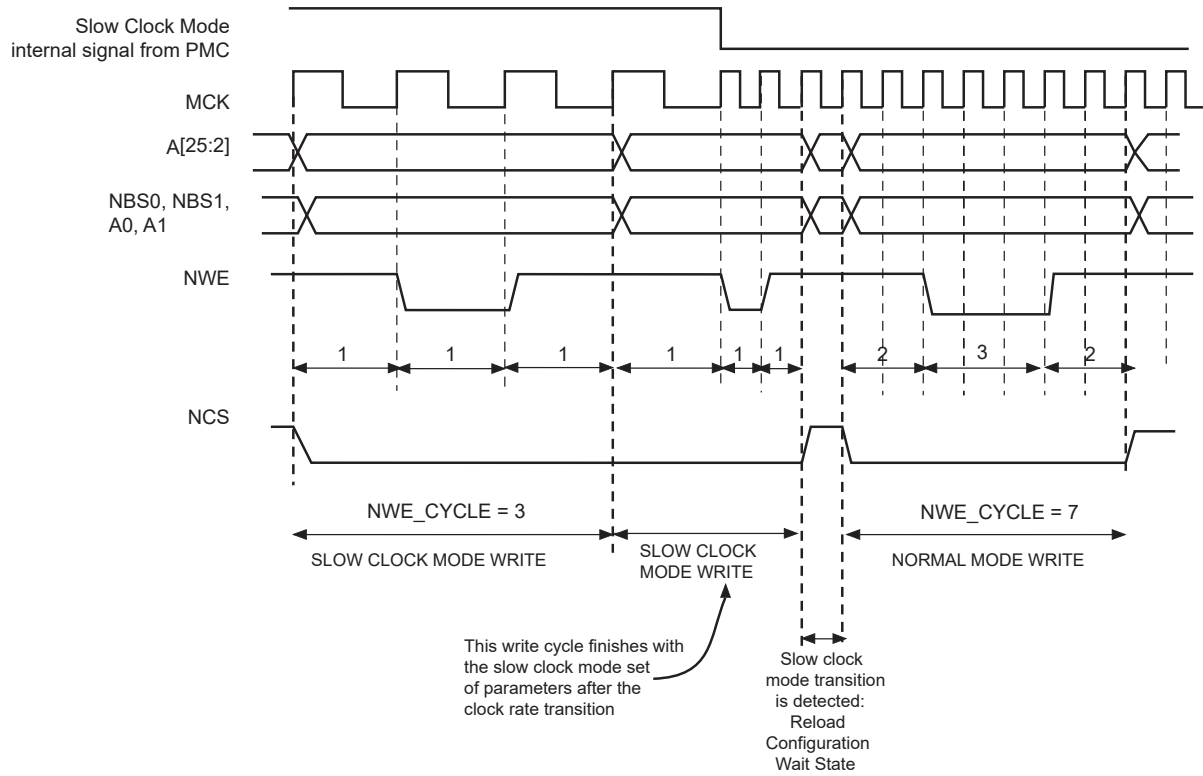 Slow Clock Mode
internal signal from PMC
MCK
A[25:2]
NBS0, NBS1,
A0, A1
NWE
1 1 1 1 1 1 2 3 2
NCS
NWE_CYCLE = 3
NWE_CYCLE = 7
SLOW CLOCK MODE WRITE
SLOW CLOCK
MODE WRITE
NORMAL MODE WRITE
This write cycle finishes with
the slow clock mode set
of parameters after the
clock rate transition
Slow clock
mode transition
is detected:
Reload
Configuration
Wait State